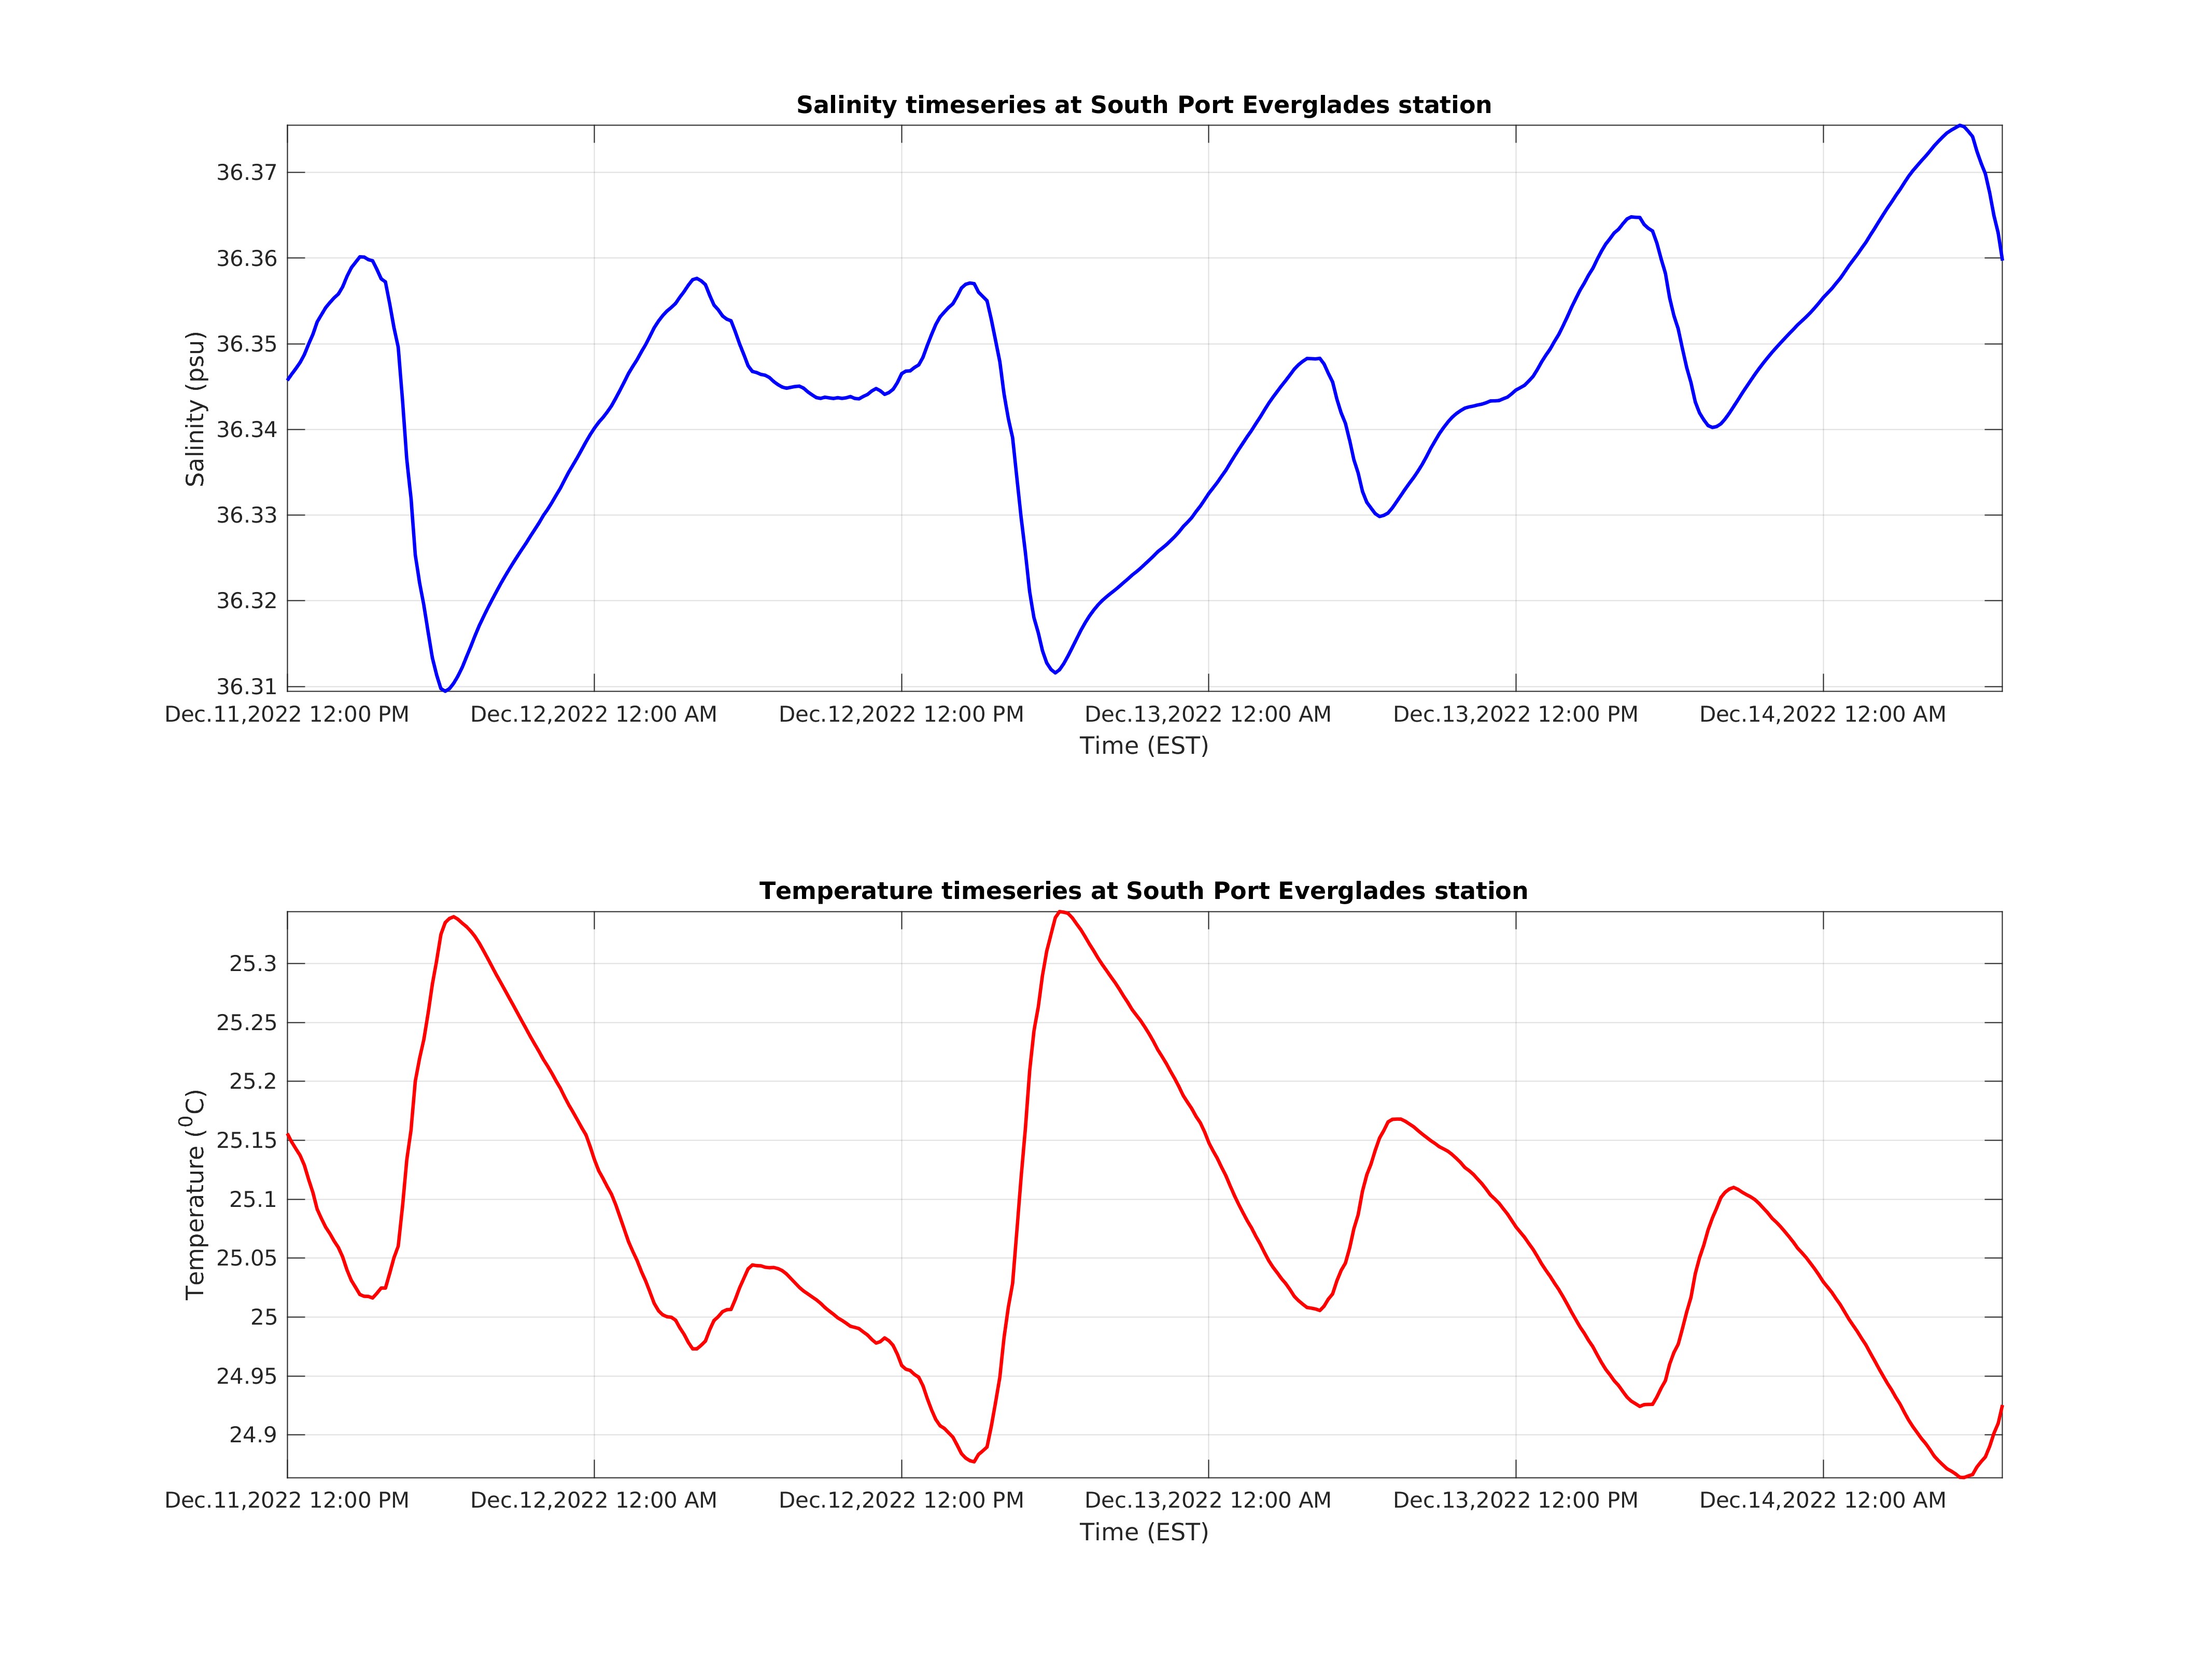 Salinity timeseries at South Port Everglades station
36.37
36.36
36.35
36.34
36.33
36.32
36.31
Salinity (psu)
Dec.11,2022 12:00 PM Dec.12,2022 12:00 AM Dec.12,2022 12:00 PM Dec.13,2022 12:00 AM Dec.13,2022 12:00 PM Dec.14,2022 12:00 AM
Time (EST)
Temperature timeseries at South Port Everglades station
25.3
25.25
25.2
25.15
25.1
25.05
25
24.95
24.9
Temperature (⁰C)
Dec.11,2022 12:00 PM Dec.12,2022 12:00 AM Dec.12,2022 12:00 PM Dec.13,2022 12:00 AM Dec.13,2022 12:00 PM Dec.14,2022 12:00 AM
Time (EST)